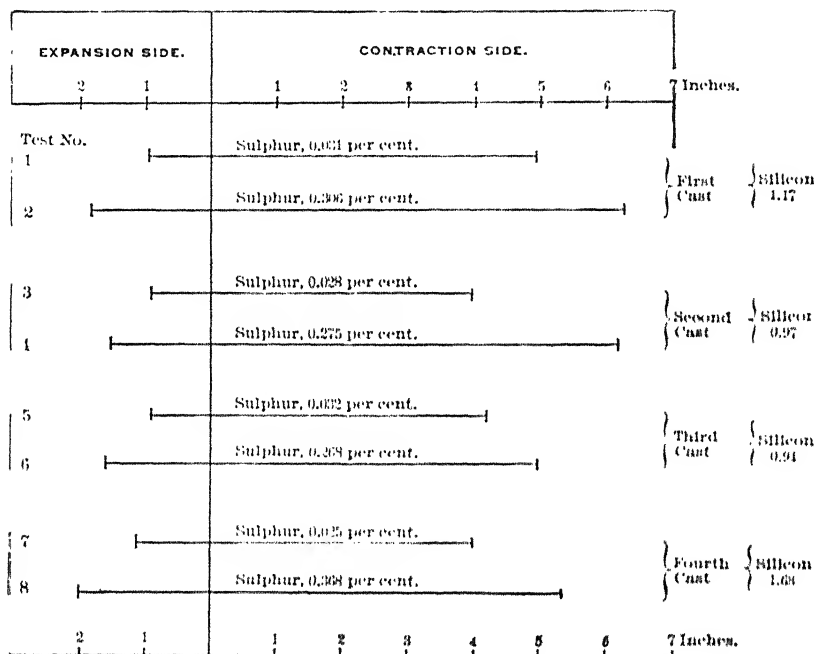 EXPANSION SIDE. CONTRACTION SIDE.
2 1 1 2 3 4 5 6 7 Inches.
Test No.
1 Sulphur, 0.031 per cent.
2 Sulphur, 0.306 per cent.
First Cast Silicon 1.17
3 Sulphur, 0.028 per cent.
4 Sulphur, 0.275 per cent.
Second Cast Silicon 0.97
5 Sulphur, 0.032 per cent.
6 Sulphur, 0.268 per cent.
Third Cast Silicon 0.94
7 Sulphur, 0.025 per cent.
8 Sulphur, 0.368 per cent.
Fourth Cast Silicon 1.68
2 1 1 2 3 4 5 6 7 Inches.